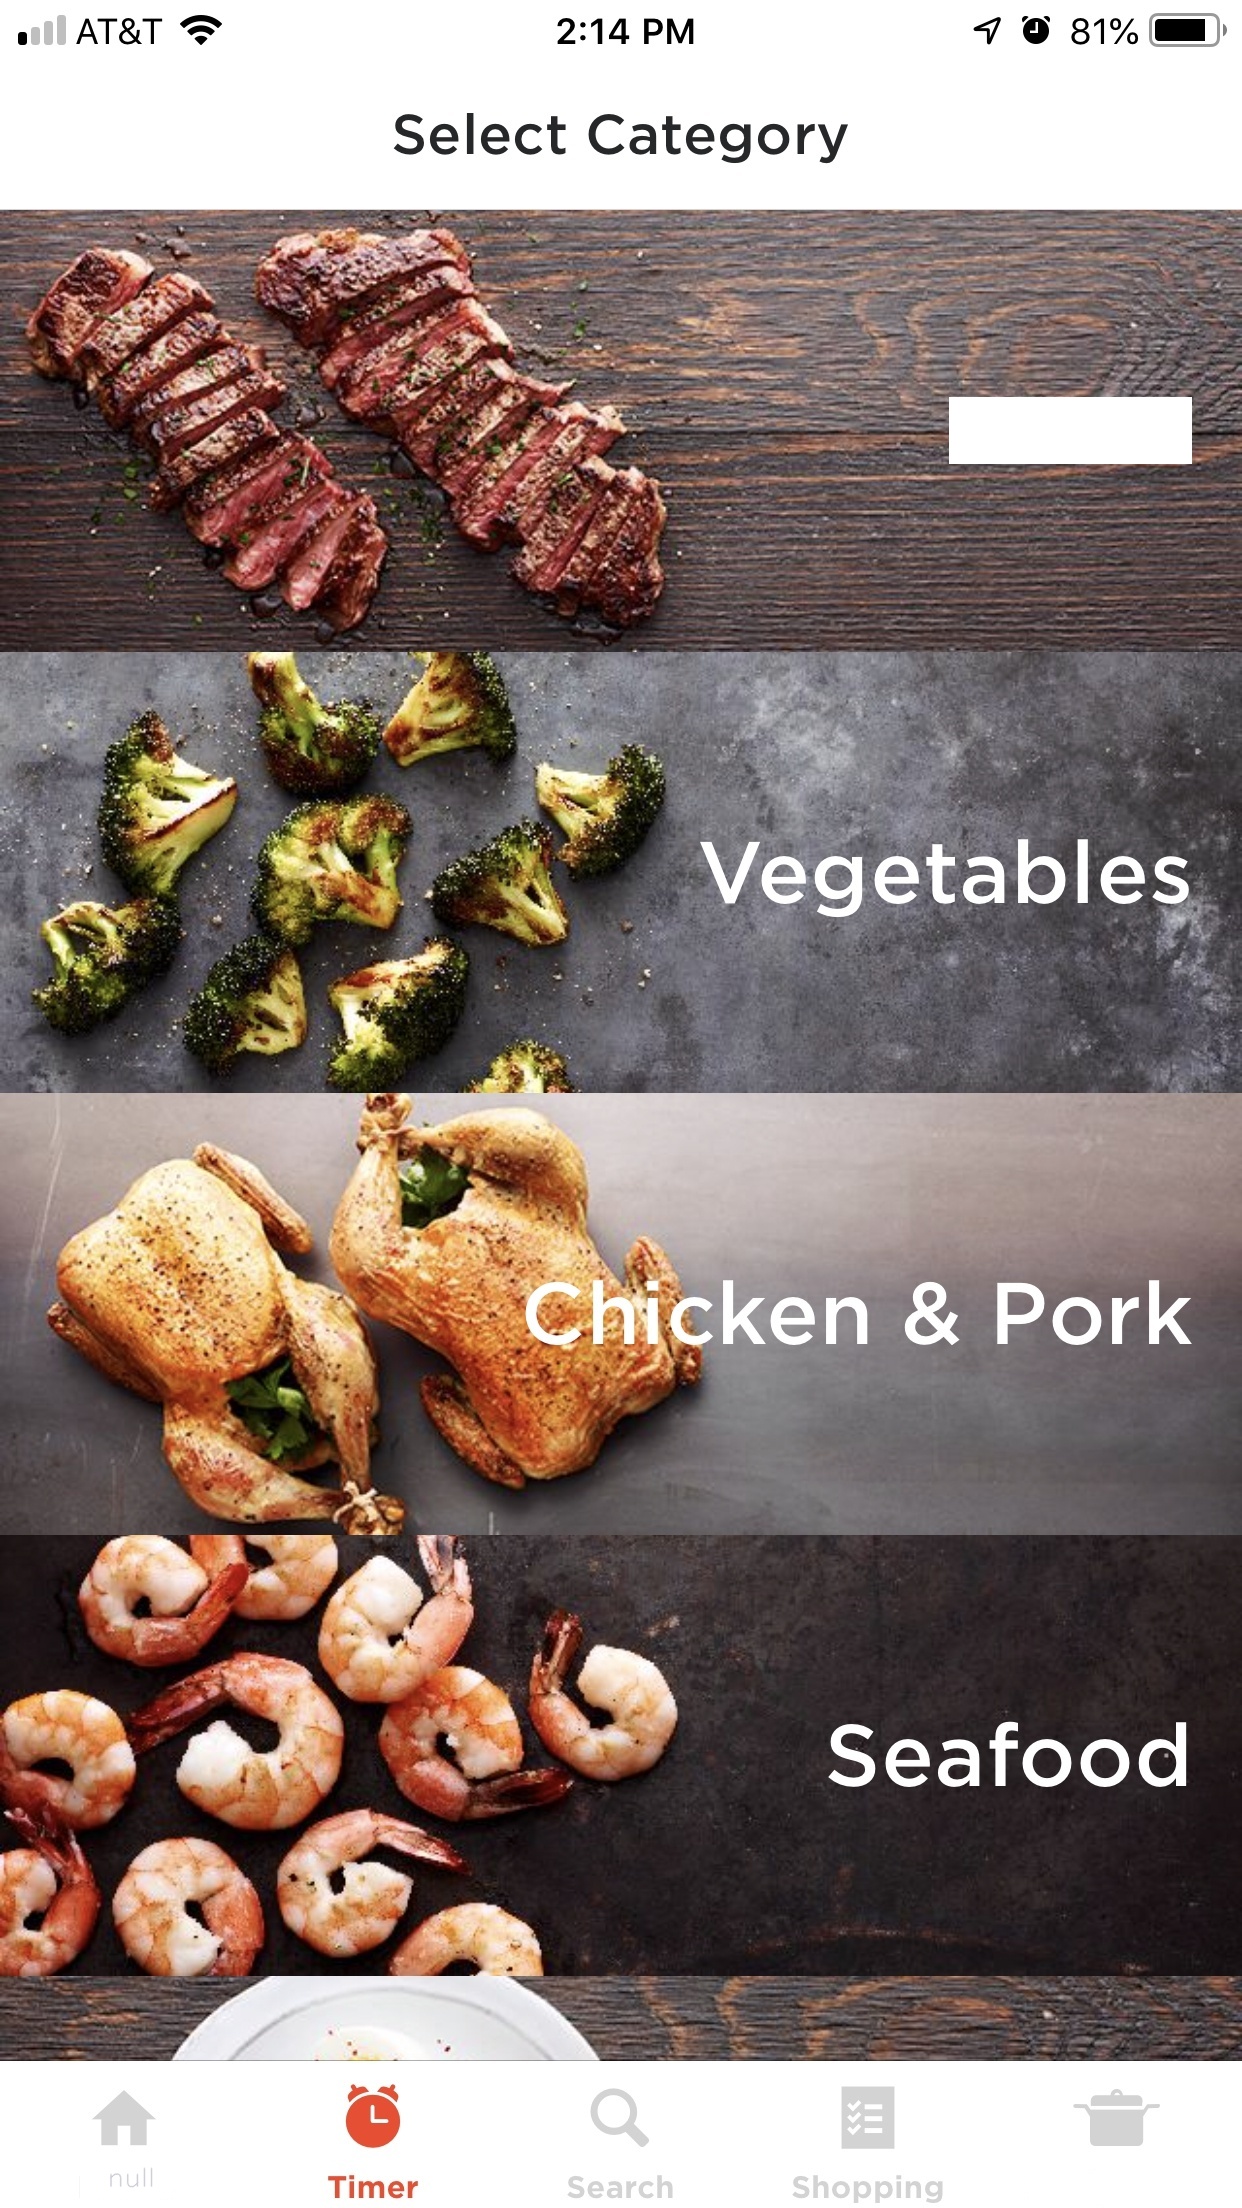 AT&T 2:14 PM 81%
Select Category
Vegetables
Chicken & Pork
Seafood
null Timer Search Shopping